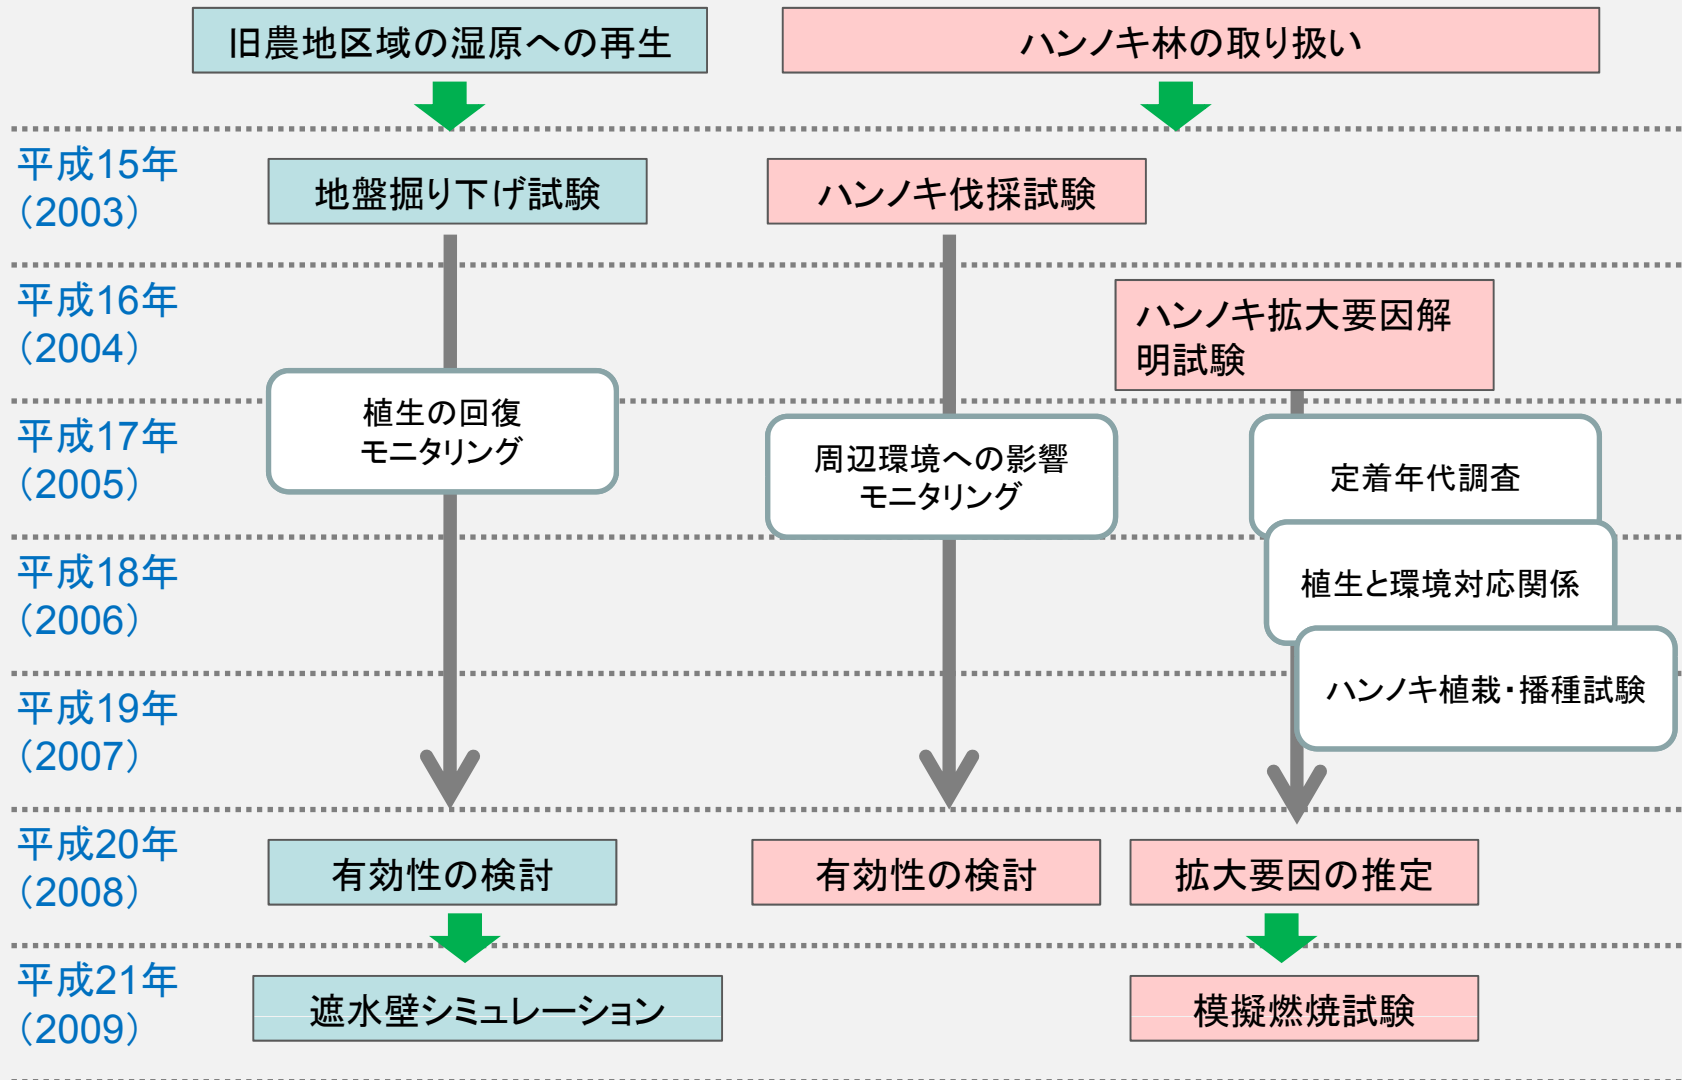 旧農地区域の湿原への再生
ハンノキ林の取り扱い
平成15年
（2003）
地盤掘り下げ試験
ハンノキ伐採試験
平成16年
（2004）
ハンノキ拡大要因解
明試験
植生の回復
モニタリング
平成17年
（2005）
周辺環境への影響
モニタリング
定着年代調査
平成18年
（2006）
植生と環境対応関係
平成19年
（2007）
ハンノキ植栽・播種試験
平成20年
（2008）
有効性の検討
有効性の検討
拡大要因の推定
平成21年
（2009）
遮水壁シミュレーション
模擬燃焼試験